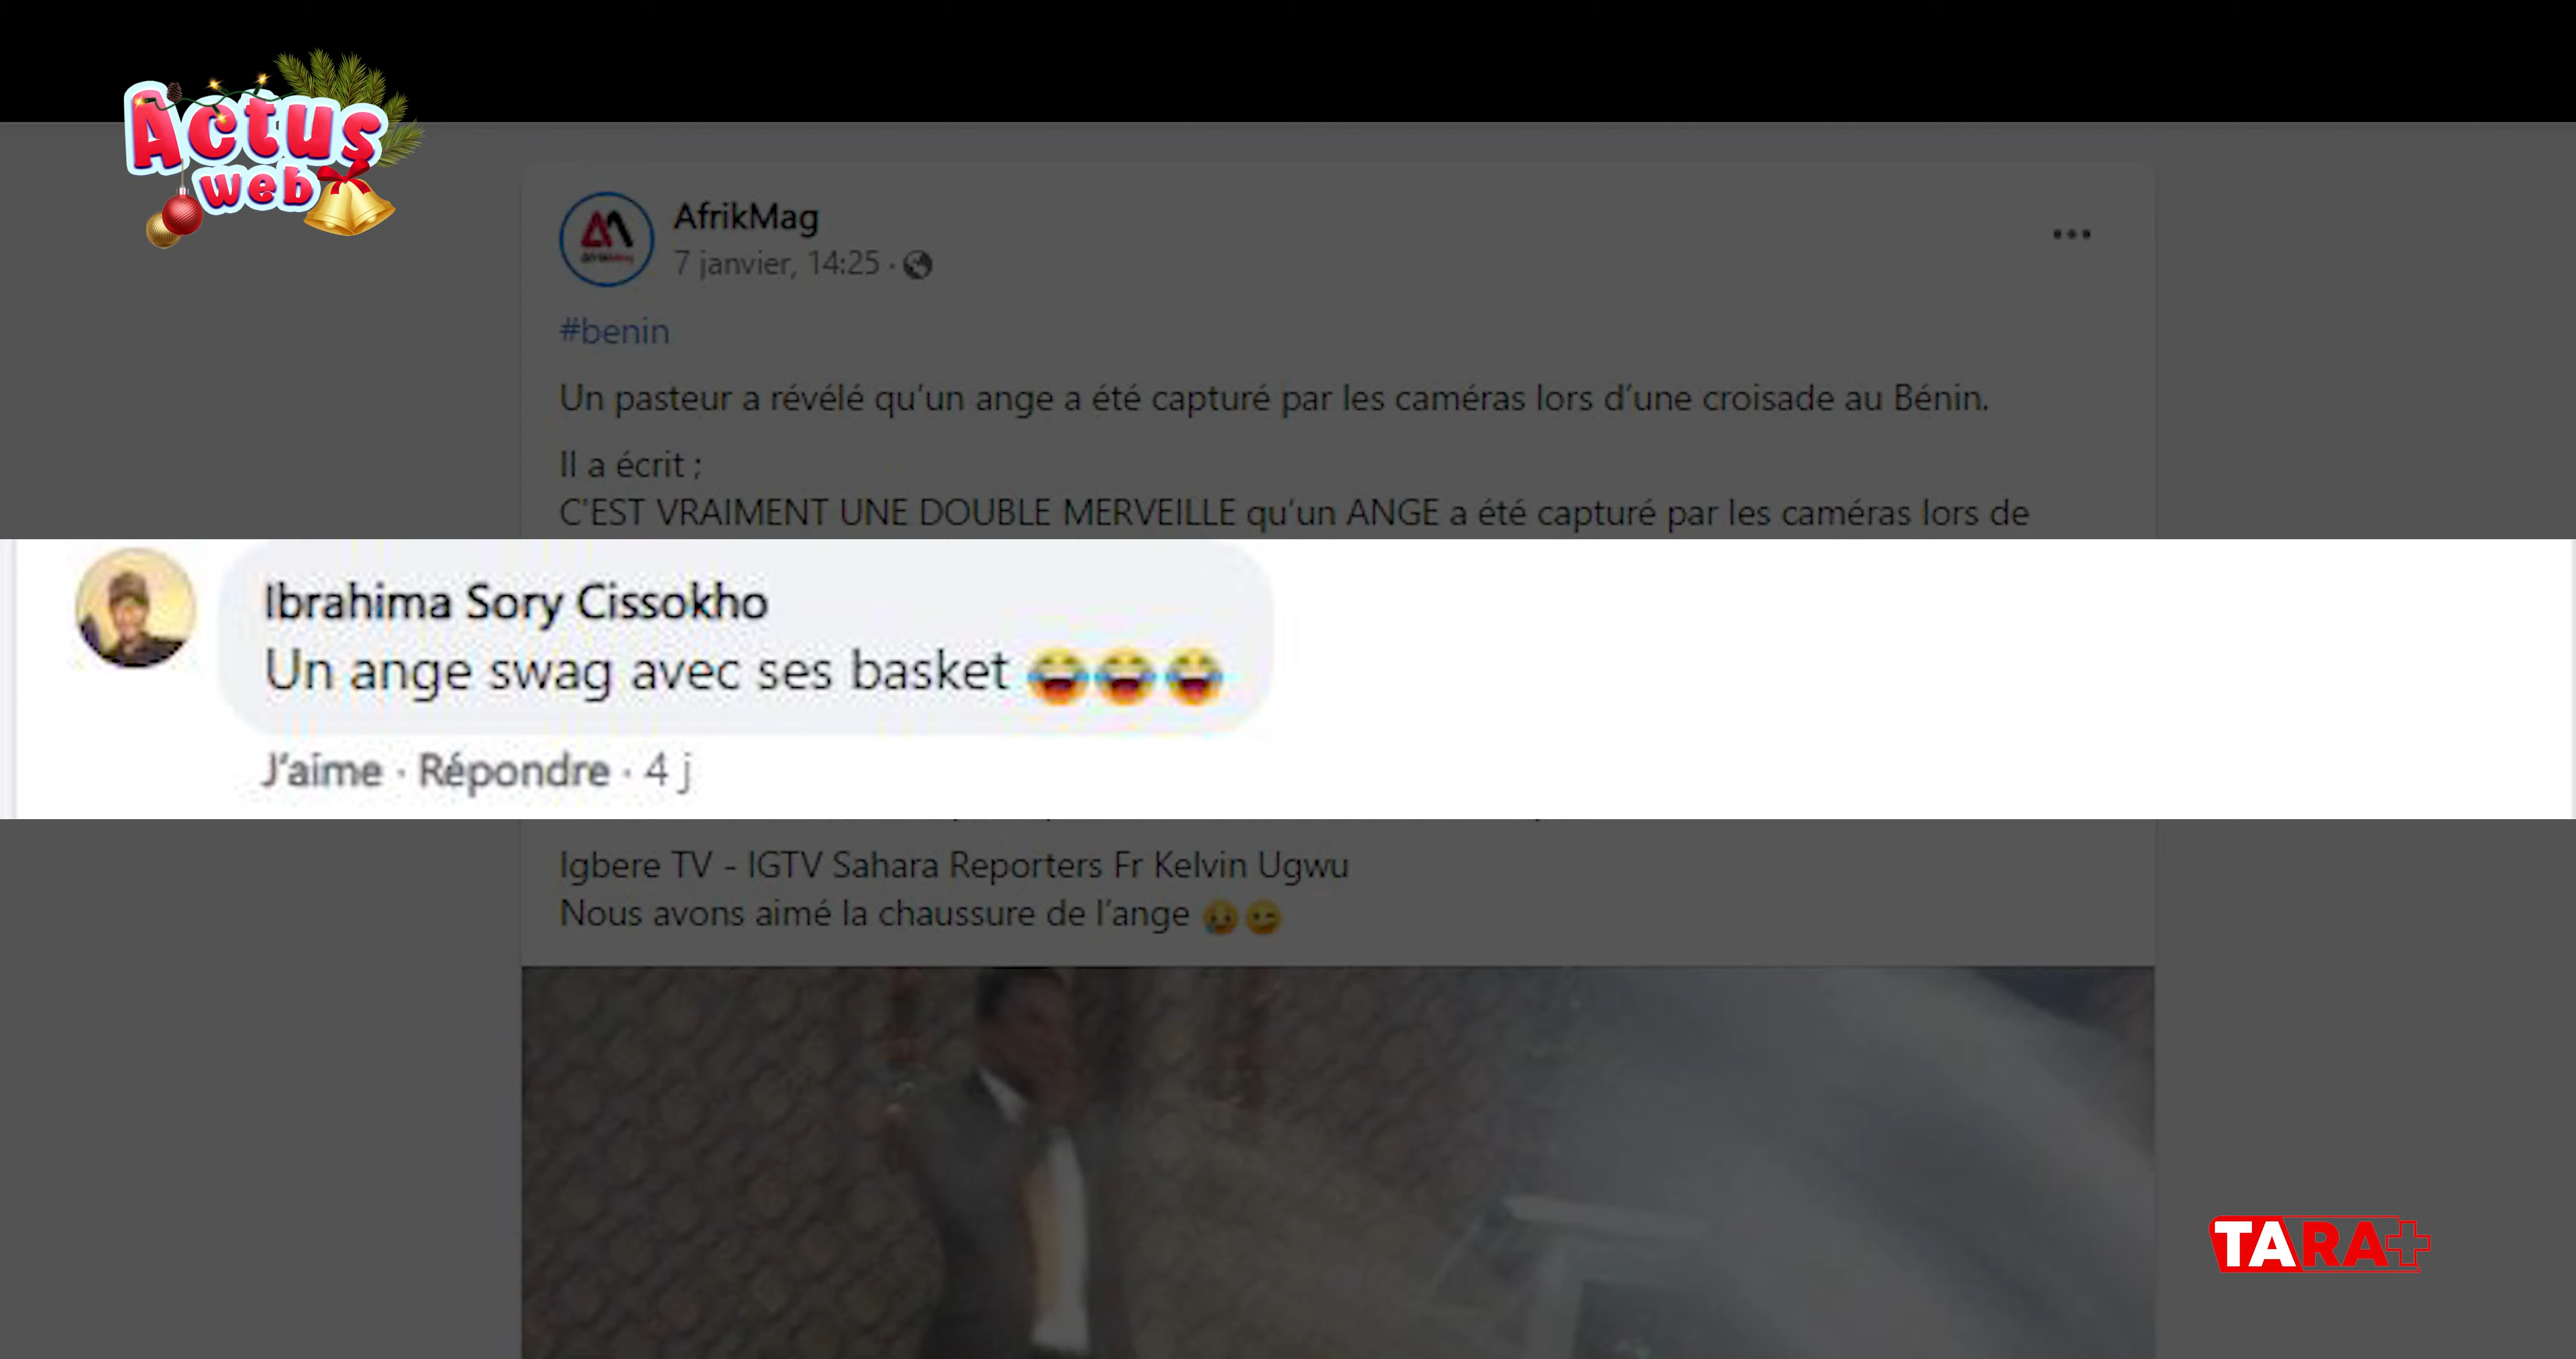 Actus
web
AfrikMag
7 janvier, 14:25 ·
#benin
Un pasteur a révélé qu'un ange a été capturé par les caméras lors d'une croisade au Bénin.
Il a écrit ;
C'EST VRAIMENT UNE DOUBLE MERVEILLE qu'un ANGE a été capturé par les caméras lors de
Ibrahima Sory Cissokho
Un ange swag avec ses basket 😂😂😂
J'aime · Répondre · 4 j
Igbere TV - IGTV Sahara Reporters Fr Kelvin Ugwu
Nous avons aimé la chaussure de l'ange 😥😉
TARA+